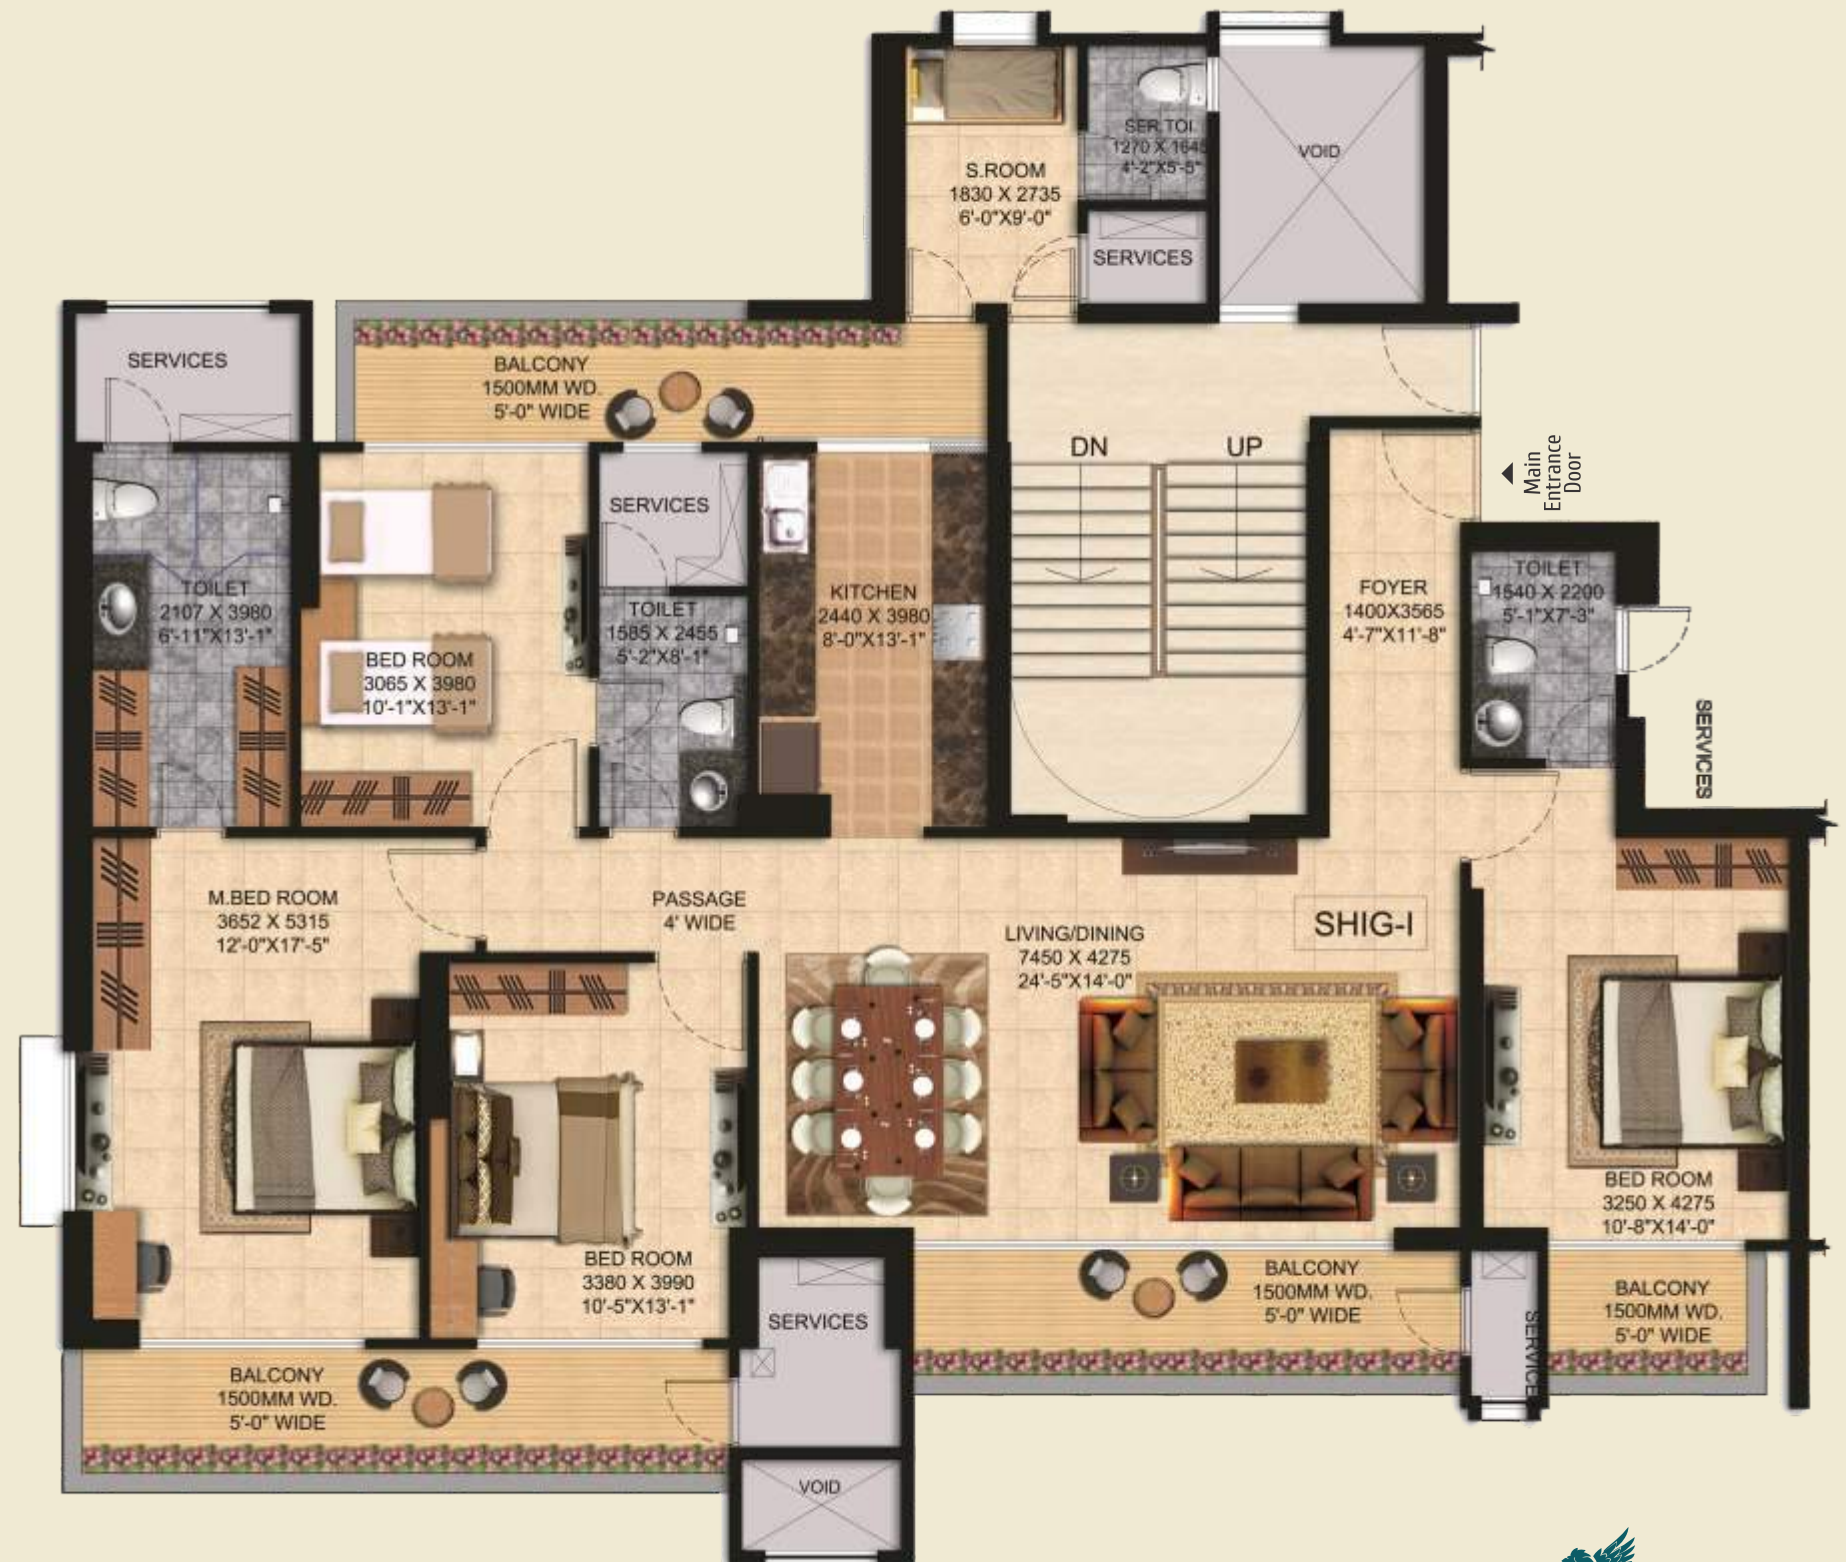 SER.TOI.
1270 X 1645
4'-2"X5'-5"
VOID
S.ROOM
1830 X 2735
6'-0"X9'-0"
SERVICES
SERVICES
BALCONY
1500MM WD.
5'-0" WIDE
DN
UP
Main
Entrance
Door
SERVICES
TOILET
2107 X 3980
6'-11"X13'-1"
BED ROOM
3065 X 3980
10'-1"X13'-1"
TOILET
1585 X 2455
5'-2"X8'-1"
KITCHEN
2440 X 3980
8'-0"X13'-1"
FOYER
1400X3565
4'-7"X11'-8"
TOILET
1540 X 2200
5'-1"X7'-3"
SERVICES
M.BED ROOM
3652 X 5315
12'-0"X17'-5"
PASSAGE
4' WIDE
LIVING/DINING
7450 X 4275
24'-5"X14'-0"
SHIG-I
BED ROOM
3250 X 4275
10'-8"X14'-0"
BED ROOM
3380 X 3990
10'-5"X13'-1"
SERVICES
BALCONY
1500MM WD.
5'-0" WIDE
SERVICE
BALCONY
1500MM WD.
5'-0" WIDE
BALCONY
1500MM WD.
5'-0" WIDE
VOID